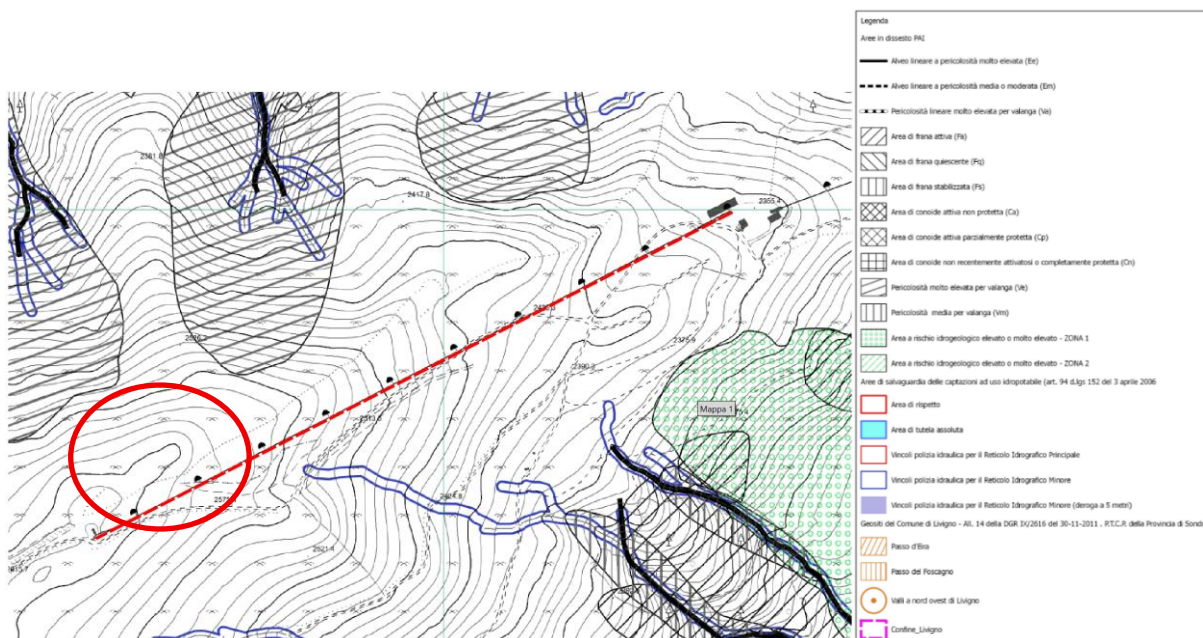 Legenda
Aree in dissesto PAI
Alveo lineare a pericolosità molto elevata (Ee)
Alveo lineare a pericolosità media o moderata (Em)
Pericolosità lineare molto elevata per valanga (Va)
Area di frana attiva (Fa)
Area di frana quiescente (Fq)
Area di frana stabilizzata (Fs)
Area di conoide attiva non protetta (Ca)
Area di conoide attiva parzialmente protetta (Cp)
Area di conoide non recentemente attivatosi o completamente protetta (Cn)
Pericolosità molto elevata per valanga (Ve)
Pericolosità media per valanga (Vm)
Area a rischio idrogeologico elevato o molto elevato - ZONA 1
Area a rischio idrogeologico elevato o molto elevato - ZONA 2
Aree di salvaguardia delle captazioni ad uso idropotabile (art. 94 d.lgs 152 del 3 aprile 2006
Area di rispetto
Area di tutela assoluta
Vincoli polizia idraulica per il Reticolo Idrografico Principale
Vincoli polizia idraulica per il Reticolo Idrografico Minore
Vincoli polizia idraulica per il Reticolo Idrografico Minore (deroga a 5 metri)
Geositi del Comune di Livigno - All. 14 della DGR IX/2616 del 30-11-2011 . P.T.C.P. della Provincia di Sond
Passo d'Eira
Passo del Foscagno
Valli a nord ovest di Livigno
Confine_Livigno
2381.8
2417.8
2355.4
2375.9
Mappa 1
2424.8
2521.4